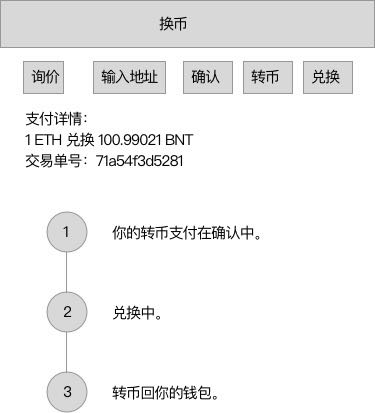 换币
询价 输入地址 确认 转币 兑换
支付详情：
1 ETH 兑换 100.99021 BNT
交易单号：71a54f3d5281
1 你的转币支付在确认中。
2 兑换中。
3 转币回你的钱包。